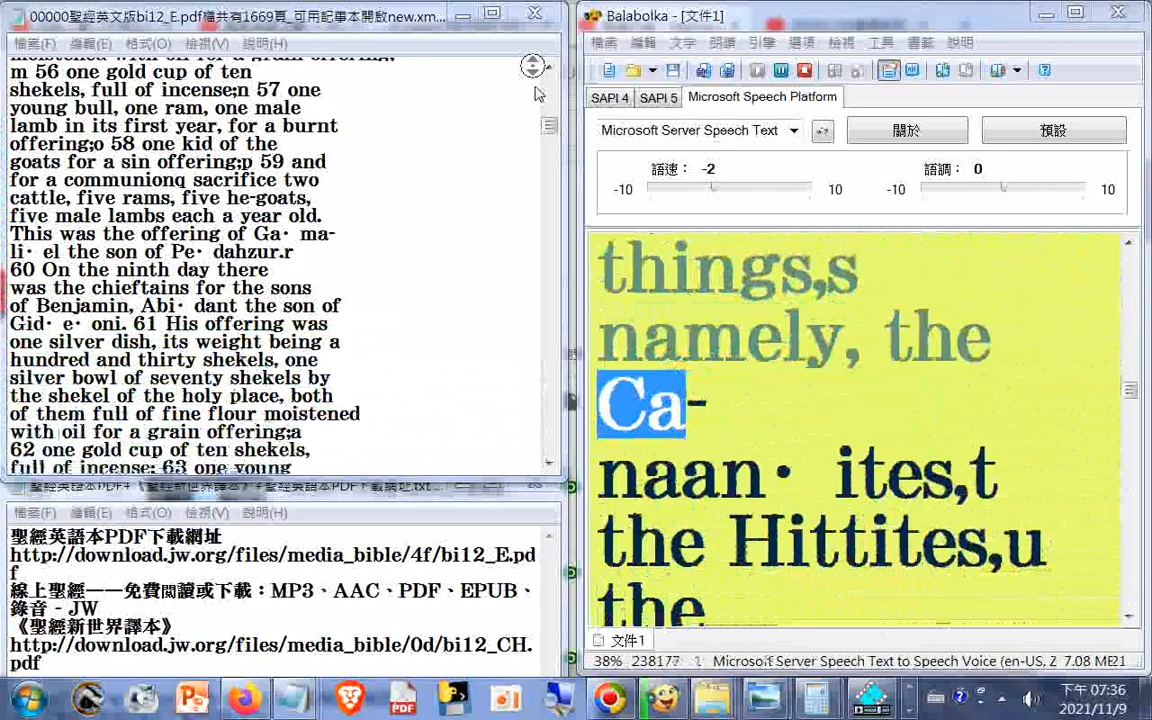 00000聖經英文版bi12_E.pdf檔共有1669頁_可用記事本開啟new.xm...
檔案(F) 編輯(E) 格式(O) 檢視(V) 說明(H)
moistened with oil for a grain offering;
m 56 one gold cup of ten
shekels, full of incense;n 57 one
young bull, one ram, one male
lamb in its first year, for a burnt
offering;o 58 one kid of the
goats for a sin offering;p 59 and
for a communionq sacrifice two
cattle, five rams, five he-goats,
five male lambs each a year old.
This was the offering of Ga· ma-
li· el the son of Pe· dahzur.r
60 On the ninth day there
was the chieftains for the sons
of Benjamin, Abi· dant the son of
Gid· e· oni. 61 His offering was
one silver dish, its weight being a
hundred and thirty shekels, one
silver bowl of seventy shekels by
the shekel of the holy place, both
of them full of fine flour moistened
with oil for a grain offering;a
62 one gold cup of ten shekels,
full of incense; 63 one young
檔案(F) 編輯(E) 格式(O) 檢視(V) 說明(H)
聖經英語本PDF下載網址
http://download.jw.org/files/media_bible/4f/bi12_E.pd
f
線上聖經——免費閱讀或下載：MP3、AAC、PDF、EPUB、
錄音 - JW
《聖經新世界譯本》
http://download.jw.org/files/media_bible/0d/bi12_CH.
pdf
Balabolka - [文件1]
檔案 編輯 文字 朗讀 引擎 選項 檢視 工具 書籤 說明
SAPI 4 SAPI 5 Microsoft Speech Platform
Microsoft Server Speech Text 關於 預設
語速： -2 語調： 0
-10 10 -10 10
things,s
namely, the
Ca-
naan· ites,t
the Hittites,u
the
文件1
38% 238177 Microsoft Server Speech Text to Speech Voice (en-US, Z 7.08 ME21
下午 07:36
2021/11/9